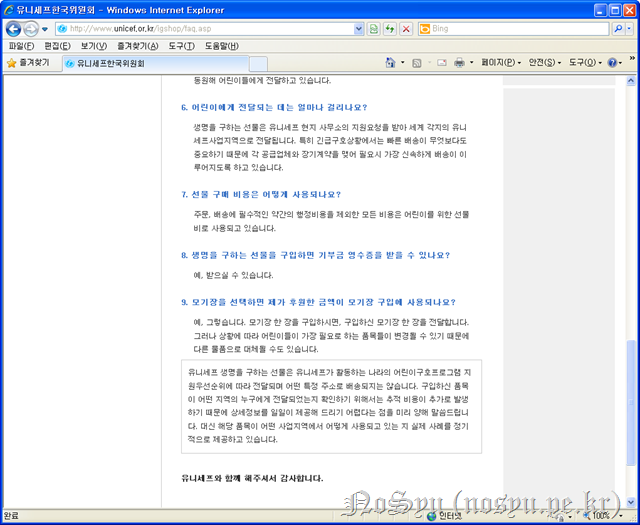 유니세프한국위원회 - Windows Internet Explorer
http://www.unicef.or.kr/igshop/faq.asp
Bing
파일(F) 편집(E) 보기(V) 즐겨찾기(A) 도구(T) 도움말(H)
즐겨찾기 유니세프한국위원회 페이지(P) 안전(S) 도구(O)
동원해 어린이들에게 전달하고 있습니다.
6. 어린이에게 전달되는 데는 얼마나 걸리나요?
생명을 구하는 선물은 유니세프 현지 사무소의 지원요청을 받아 세계 각지의 유니
세프사업지역으로 전달됩니다. 특히 긴급구호상황에서는 빠른 배송이 무엇보다도
중요하기 때문에 각 공급업체와 장기계약을 맺어 필요시 가장 신속하게 배송이 이
루어지도록 하고 있습니다.
7. 선물 구매 비용은 어떻게 사용되나요?
주문, 배송에 필수적인 약간의 행정비용을 제외한 모든 비용은 어린이를 위한 선물
비로 사용되고 있습니다.
8. 생명을 구하는 선물을 구입하면 기부금 영수증을 받을 수 있나요?
예, 받으실 수 있습니다.
9. 모기장을 선택하면 제가 후원한 금액이 모기장 구입에 사용되나요?
예, 그렇습니다. 모기장 한 장을 구입하시면, 구입하신 모기장 한 장을 전달합니다.
그러나 상황에 따라 어린이들이 가장 필요로 하는 품목들이 변경될 수 있기 때문에
다른 물품으로 대체될 수도 있습니다.
유니세프 생명을 구하는 선물은 유니세프가 활동하는 나라의 어린이구호프로그램 지
원우선순위에 따라 전달되며 어떤 특정 주소로 배송되지는 않습니다. 구입하신 품목
이 어떤 지역의 누구에게 전달되었는지 확인하기 위해서는 추적 비용이 추가로 발생
하기 때문에 상세정보를 일일이 제공해 드리기 어렵다는 점을 미리 양해 말씀드립니
다. 대신 해당 품목이 어떤 사업지역에서 어떻게 사용되고 있는 지 실제 사례를 정기
적으로 제공하고 있습니다.
유니세프와 함께 해주셔서 감사합니다.
NoSyu (nosyu.pe.kr)
완료 인터넷 100%